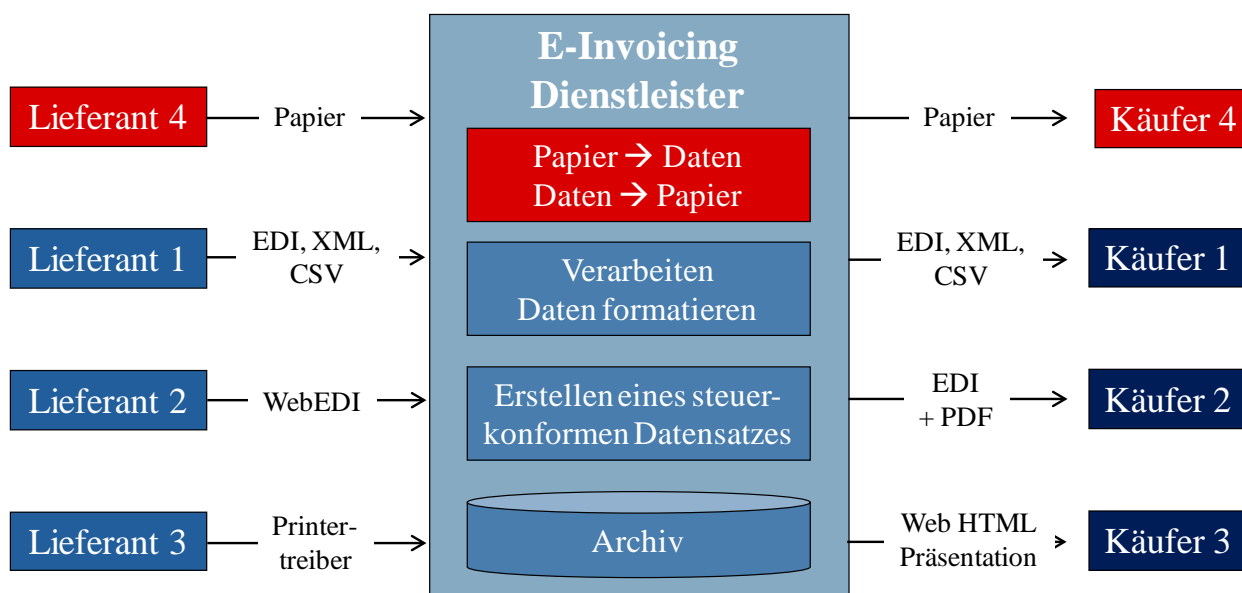 E-Invoicing
Dienstleister
Lieferant 4
Papier
Papier → Daten
Daten → Papier
Papier
Käufer 4
Lieferant 1
EDI, XML,
CSV
Verarbeiten
Daten formatieren
EDI, XML,
CSV
Käufer 1
Lieferant 2
WebEDI
Erstellen eines steuer-
konformen Datensatzes
EDI
+ PDF
Käufer 2
Lieferant 3
Printer-
treiber
Archiv
Web HTML
Präsentation
Käufer 3